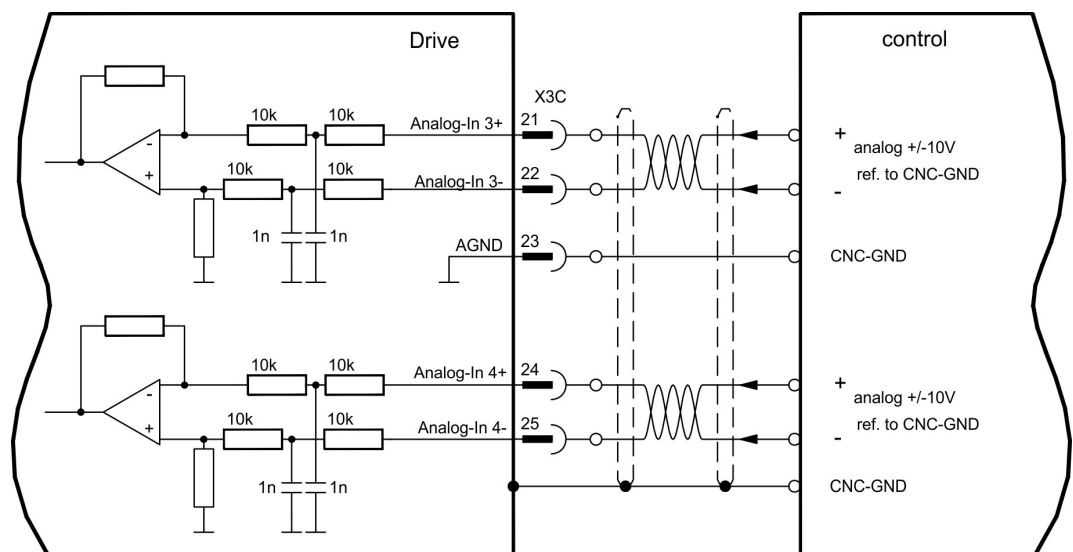 Drive
control
X3C
10k
10k
Analog-In 3+
21
+
analog +/-10V
ref. to CNC-GND
-
-
+
10k
10k
Analog-In 3-
22
1n
1n
AGND
23
CNC-GND
10k
10k
Analog-In 4+
24
+
analog +/-10V
ref. to CNC-GND
-
-
+
10k
10k
Analog-In 4-
25
1n
1n
CNC-GND